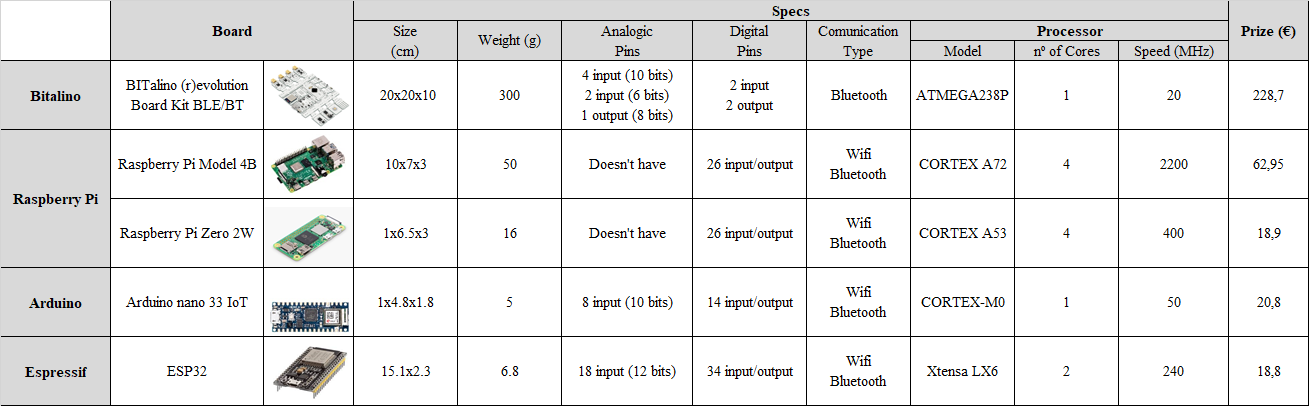 Board
Specs
Prize (€)
Size
(cm)
Weight (g)
Analogic
Pins
Digital
Pins
Comunication
Type
Processor
Model
nº of Cores
Speed (MHz)
Bitalino
BITalino (r)evolution
Board Kit BLE/BT
20x20x10
300
4 input (10 bits)
2 input (6 bits)
1 output (8 bits)
2 input
2 output
Bluetooth
ATMEGA238P
1
20
228,7
Raspberry Pi
Raspberry Pi Model 4B
10x7x3
50
Doesn't have
26 input/output
Wifi
Bluetooth
CORTEX A72
4
2200
62,95
Raspberry Pi Zero 2W
1x6.5x3
16
Doesn't have
26 input/output
Wifi
Bluetooth
CORTEX A53
4
400
18,9
Arduino
Arduino nano 33 IoT
1x4.8x1.8
5
8 input (10 bits)
14 input/output
Wifi
Bluetooth
CORTEX-M0
1
50
20,8
Espressif
ESP32
15.1x2.3
6.8
18 input (12 bits)
34 input/output
Wifi
Bluetooth
Xtensa LX6
2
240
18,8